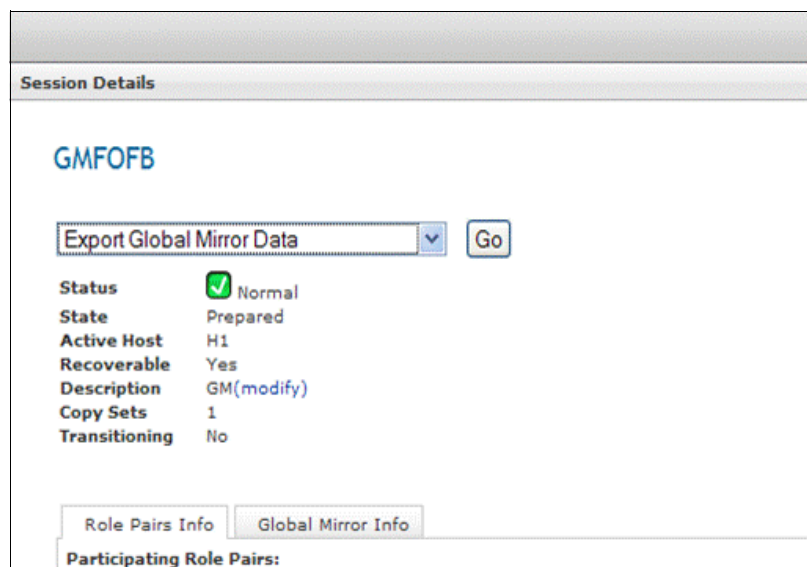 Session Details
GMFOFB
Export Global Mirror Data Go
Status Normal
State Prepared
Active Host H1
Recoverable Yes
Description GM(modify)
Copy Sets 1
Transitioning No
Role Pairs Info Global Mirror Info
Participating Role Pairs: